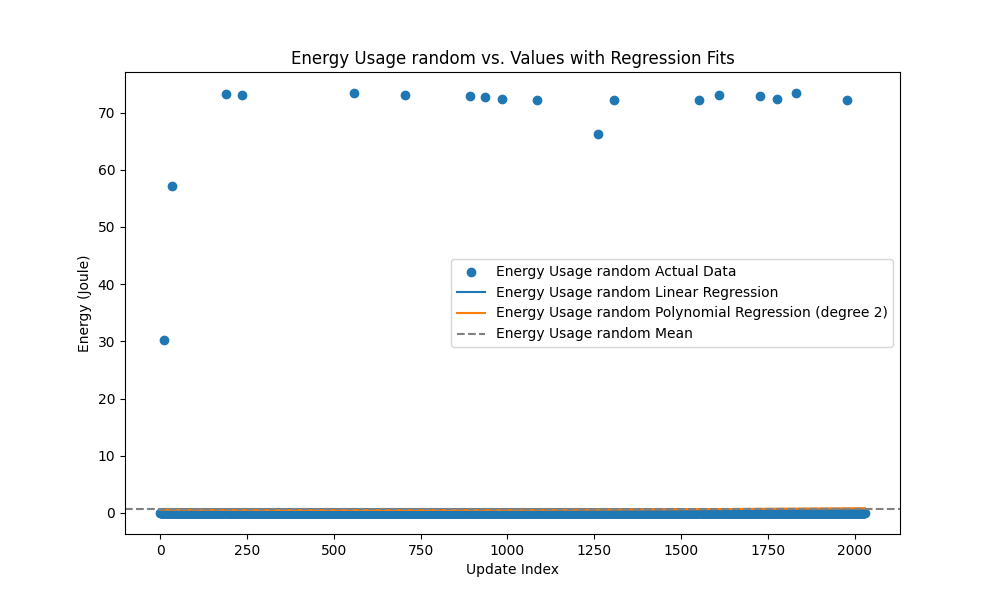 Energy Usage random vs. Values with Regression Fits
70
60
50
40
30
20
10
0
Energy (Joule)
Energy Usage random Actual Data
Energy Usage random Linear Regression
Energy Usage random Polynomial Regression (degree 2)
Energy Usage random Mean
0 250 500 750 1000 1250 1500 1750 2000
Update Index